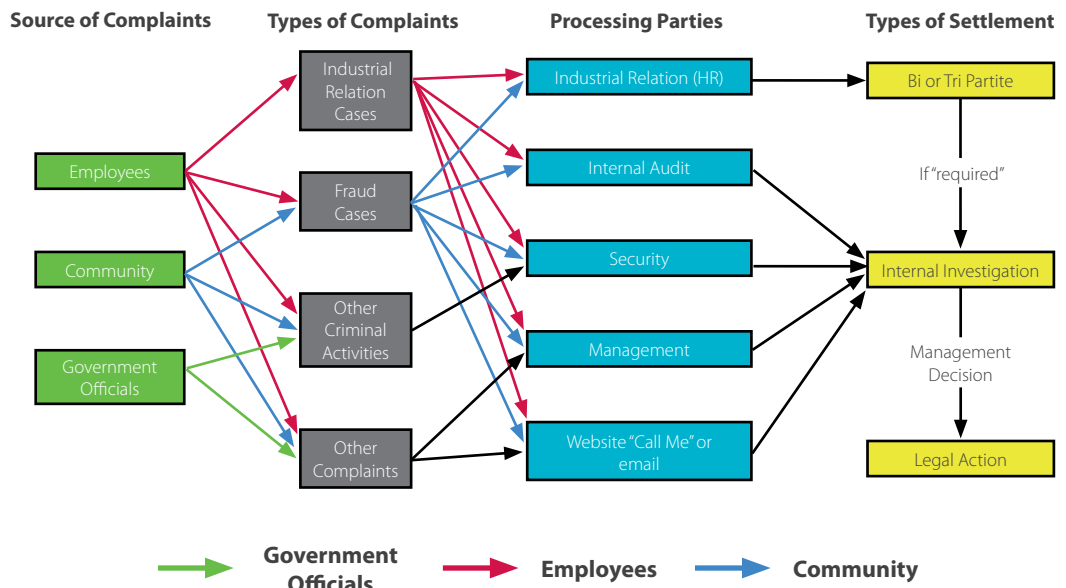 Source of Complaints
Types of Complaints
Processing Parties
Types of Settlement
Employees
Community
Government
Officials
Industrial
Relation
Cases
Fraud
Cases
Other
Criminal
Activities
Other
Complaints
Industrial Relation (HR)
Internal Audit
Security
Management
Website “Call Me” or
email
Bi or Tri Partite
If “required”
Internal Investigation
Management
Decision
Legal Action
Government
Officials
Employees
Community